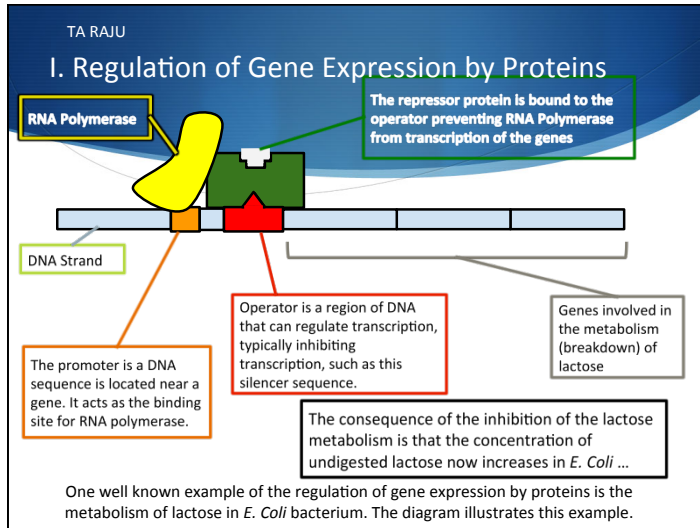 TA RAJU
I. Regulation of Gene Expression by Proteins
RNA Polymerase
The repressor protein is bound to the
operator preventing RNA Polymerase
from transcription of the genes
DNA Strand
Operator is a region of DNA
that can regulate transcription,
typically inhibiting
transcription, such as this
silencer sequence.
Genes involved in
the metabolism
(breakdown) of
lactose
The promoter is a DNA
sequence is located near a
gene. It acts as the binding
site for RNA polymerase.
The consequence of the inhibition of the lactose
metabolism is that the concentration of
undigested lactose now increases in E. Coli …
One well known example of the regulation of gene expression by proteins is the
metabolism of lactose in E. Coli bacterium. The diagram illustrates this example.